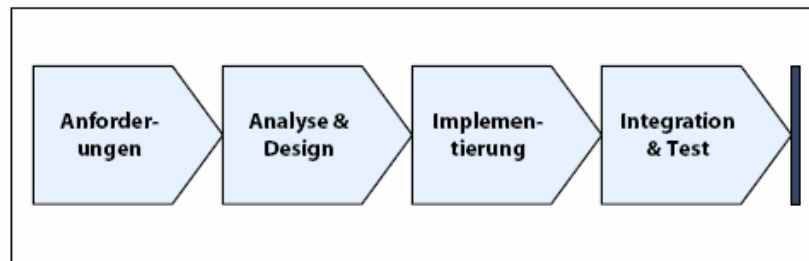 Anforder-
ungen
Analyse &
Design
Implemen-
tierung
Integration
& Test